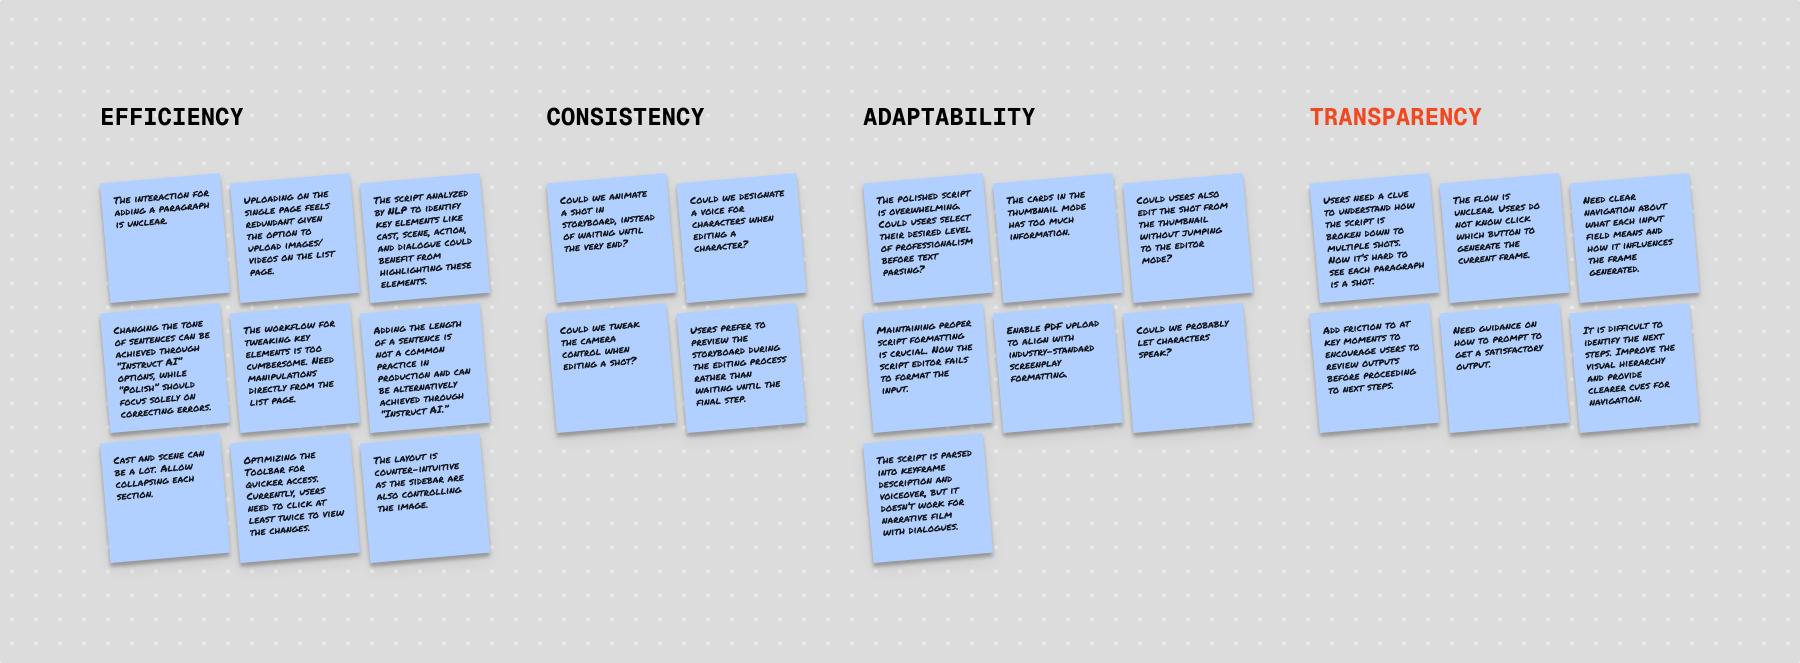 EFFICIENCY
THE INTERACTION FOR
ADDING A PARAGRAPH
IS UNCLEAR.
UPLOADING ON THE
SINGLE PAGE FEELS
REDUNDANT GIVEN
THE OPTION TO
UPLOAD IMAGES/
VIDEOS ON THE LIST
PAGE.
THE SCRIPT ANALYZED
BY NLP TO IDENTIFY
KEY ELEMENTS LIKE
CAST, SCENE, ACTION,
AND DIALOGUE COULD
BENEFIT FROM
HIGHLIGHTING THESE
ELEMENTS.
CHANGING THE TONE
OF SENTENCES CAN BE
ACHIEVED THROUGH
"INSTRUCT AI"
OPTIONS, WHILE
"POLISH" SHOULD
FOCUS SOLELY ON
CORRECTING ERRORS.
THE WORKFLOW FOR
TWEAKING KEY
ELEMENTS IS TOO
CUMBERSOME. NEED
MANIPULATIONS
DIRECTLY FROM THE
LIST PAGE.
ADDING THE LENGTH
OF A SENTENCE IS
NOT A COMMON
PRACTICE IN
PRODUCTION AND CAN
BE ALTERNATIVELY
ACHIEVED THROUGH
"INSTRUCT AI."
CAST AND SCENE CAN
BE A LOT. ALLOW
COLLAPSING EACH
SECTION.
OPTIMIZING THE
TOOLBAR FOR
QUICKER ACCESS.
CURRENTLY, USERS
NEED TO CLICK AT
LEAST TWICE TO VIEW
THE CHANGES.
THE LAYOUT IS
COUNTER-INTUITIVE
AS THE SIDEBAR ARE
ALSO CONTROLLING
THE IMAGE.
CONSISTENCY
COULD WE ANIMATE
A SHOT IN
STORYBOARD, INSTEAD
OF WAITING UNTIL
THE VERY END?
COULD WE DESIGNATE
A VOICE FOR
CHARACTERS WHEN
EDITING A
CHARACTER?
COULD WE TWEAK
THE CAMERA
CONTROL WHEN
EDITING A SHOT?
USERS PREFER TO
PREVIEW THE
STORYBOARD DURING
THE EDITING PROCESS
RATHER THAN
WAITING UNTIL THE
FINAL STEP.
ADAPTABILITY
THE POLISHED SCRIPT
IS OVERWHELMING.
COULD USERS SELECT
THEIR DESIRED LEVEL
OF PROFESSIONALISM
BEFORE TEXT
PARSING?
THE CARDS IN THE
THUMBNAIL MODE
HAS TOO MUCH
INFORMATION.
COULD USERS ALSO
EDIT THE SHOT FROM
THE THUMBNAIL
WITHOUT JUMPING
TO THE EDITOR
MODE?
MAINTAINING PROPER
SCRIPT FORMATTING
IS CRUCIAL. NOW THE
SCRIPT EDITOR FAILS
TO FORMAT THE
INPUT.
ENABLE PDF UPLOAD
TO ALIGN WITH
INDUSTRY-STANDARD
SCREENPLAY
FORMATTING.
COULD WE PROBABLY
LET CHARACTERS
SPEAK?
THE SCRIPT IS PARSED
INTO KEYFRAME
DESCRIPTION AND
VOICEOVER, BUT IT
DOESN'T WORK FOR
NARRATIVE FILM
WITH DIALOGUES.
TRANSPARENCY
USERS NEED A CLUE
TO UNDERSTAND HOW
THE SCRIPT IS
BROKEN DOWN TO
MULTIPLE SHOTS.
NOW IT'S HARD TO
SEE EACH PARAGRAPH
IS A SHOT.
THE FLOW IS
UNCLEAR. USERS DO
NOT KNOW CLICK
WHICH BUTTON TO
GENERATE THE
CURRENT FRAME.
NEED CLEAR
NAVIGATION ABOUT
WHAT EACH INPUT
FIELD MEANS AND
HOW IT INFLUENCES
THE FRAME
GENERATED.
ADD FRICTION TO AT
KEY MOMENTS TO
ENCOURAGE USERS TO
REVIEW OUTPUTS
BEFORE PROCEEDING
TO NEXT STEPS.
NEED GUIDANCE ON
HOW TO PROMPT TO
GET A SATISFACTORY
OUTPUT.
IT IS DIFFICULT TO
IDENTIFY THE NEXT
STEPS. IMPROVE THE
VISUAL HIERARCHY
AND PROVIDE
CLEARER CUES FOR
NAVIGATION.